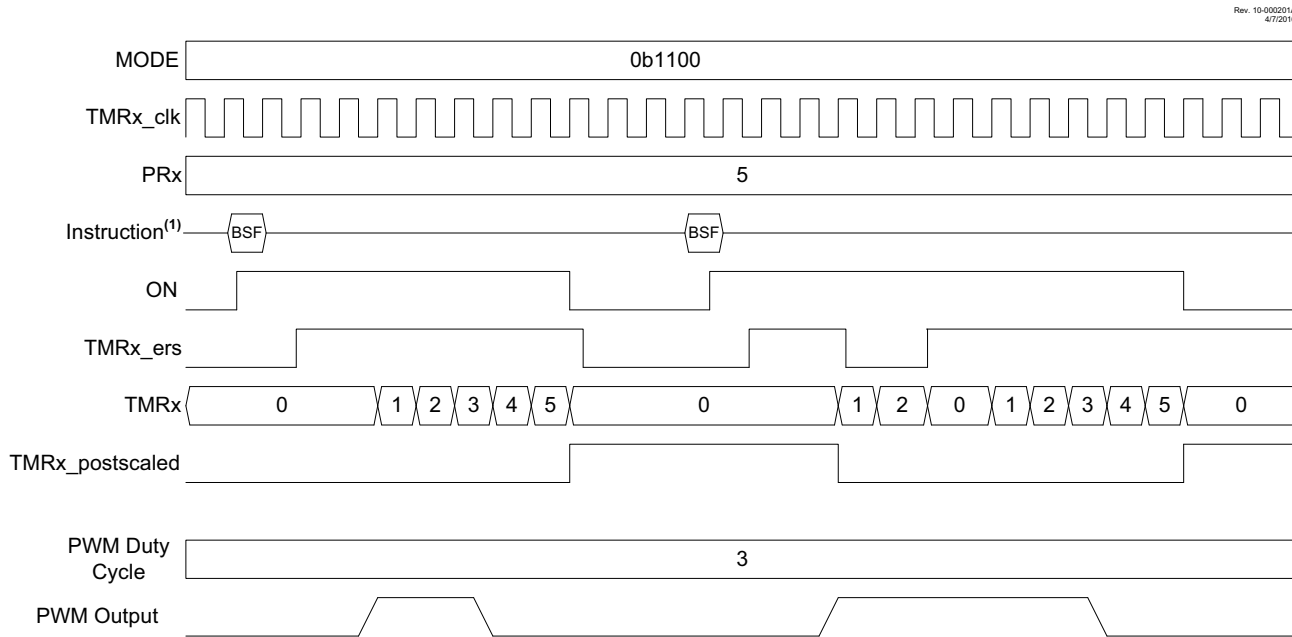 Rev. 10-000201
4/7/201
MODE 0b1100
TMRx_clk
PRx 5
Instruction(1) BSF BSF
ON
TMRx_ers
TMRx 0 1 2 3 4 5 0 1 2 0 1 2 3 4 5 0
TMRx_postscaled
PWM Duty
Cycle 3
PWM Output